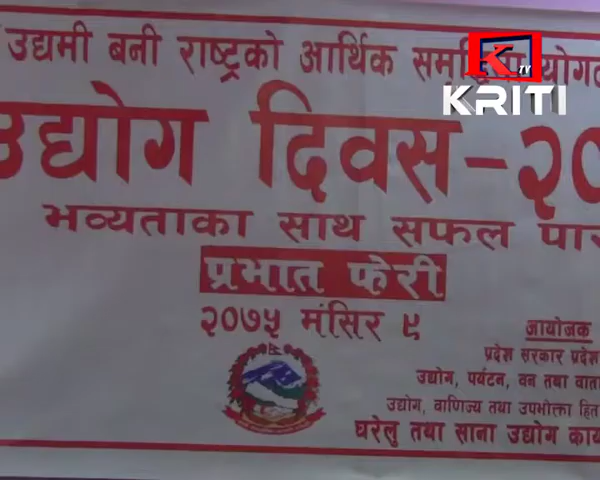 उद्यमी बनी राष्ट्रको आर्थिक
K TV
KRITI
उद्योग दिवस-२०
भव्यताका साथ सफल
प्रभात फेरी
२०७५ मंसिर ९
आयोजक
प्रदेश सरकार प्रदेश
उद्योग, पर्यटन, वन तथा
उद्योग, वाणिज्य तथा उपभोक्ता हित
घरेलु तथा साना उद्योग